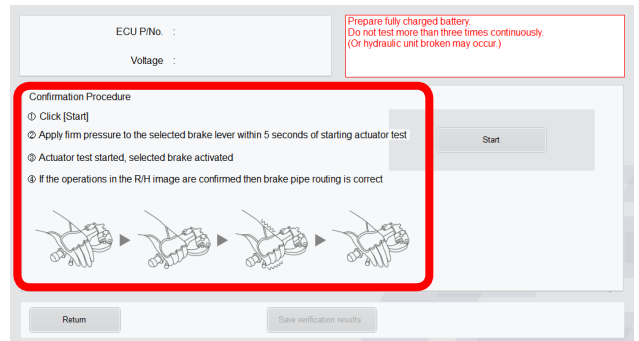 ECU P/No. :
Voltage :
Prepare fully charged battery.
Do not test more than three times continuously.
(Or hydraulic unit broken may occur.)
Confirmation Procedure
① Click [Start]
② Apply firm pressure to the selected brake lever within 5 seconds of starting actuator test
③ Actuator test started, selected brake activated
④ If the operations in the R/H image are confirmed then brake pipe routing is correct
Start
Return
Save verification results